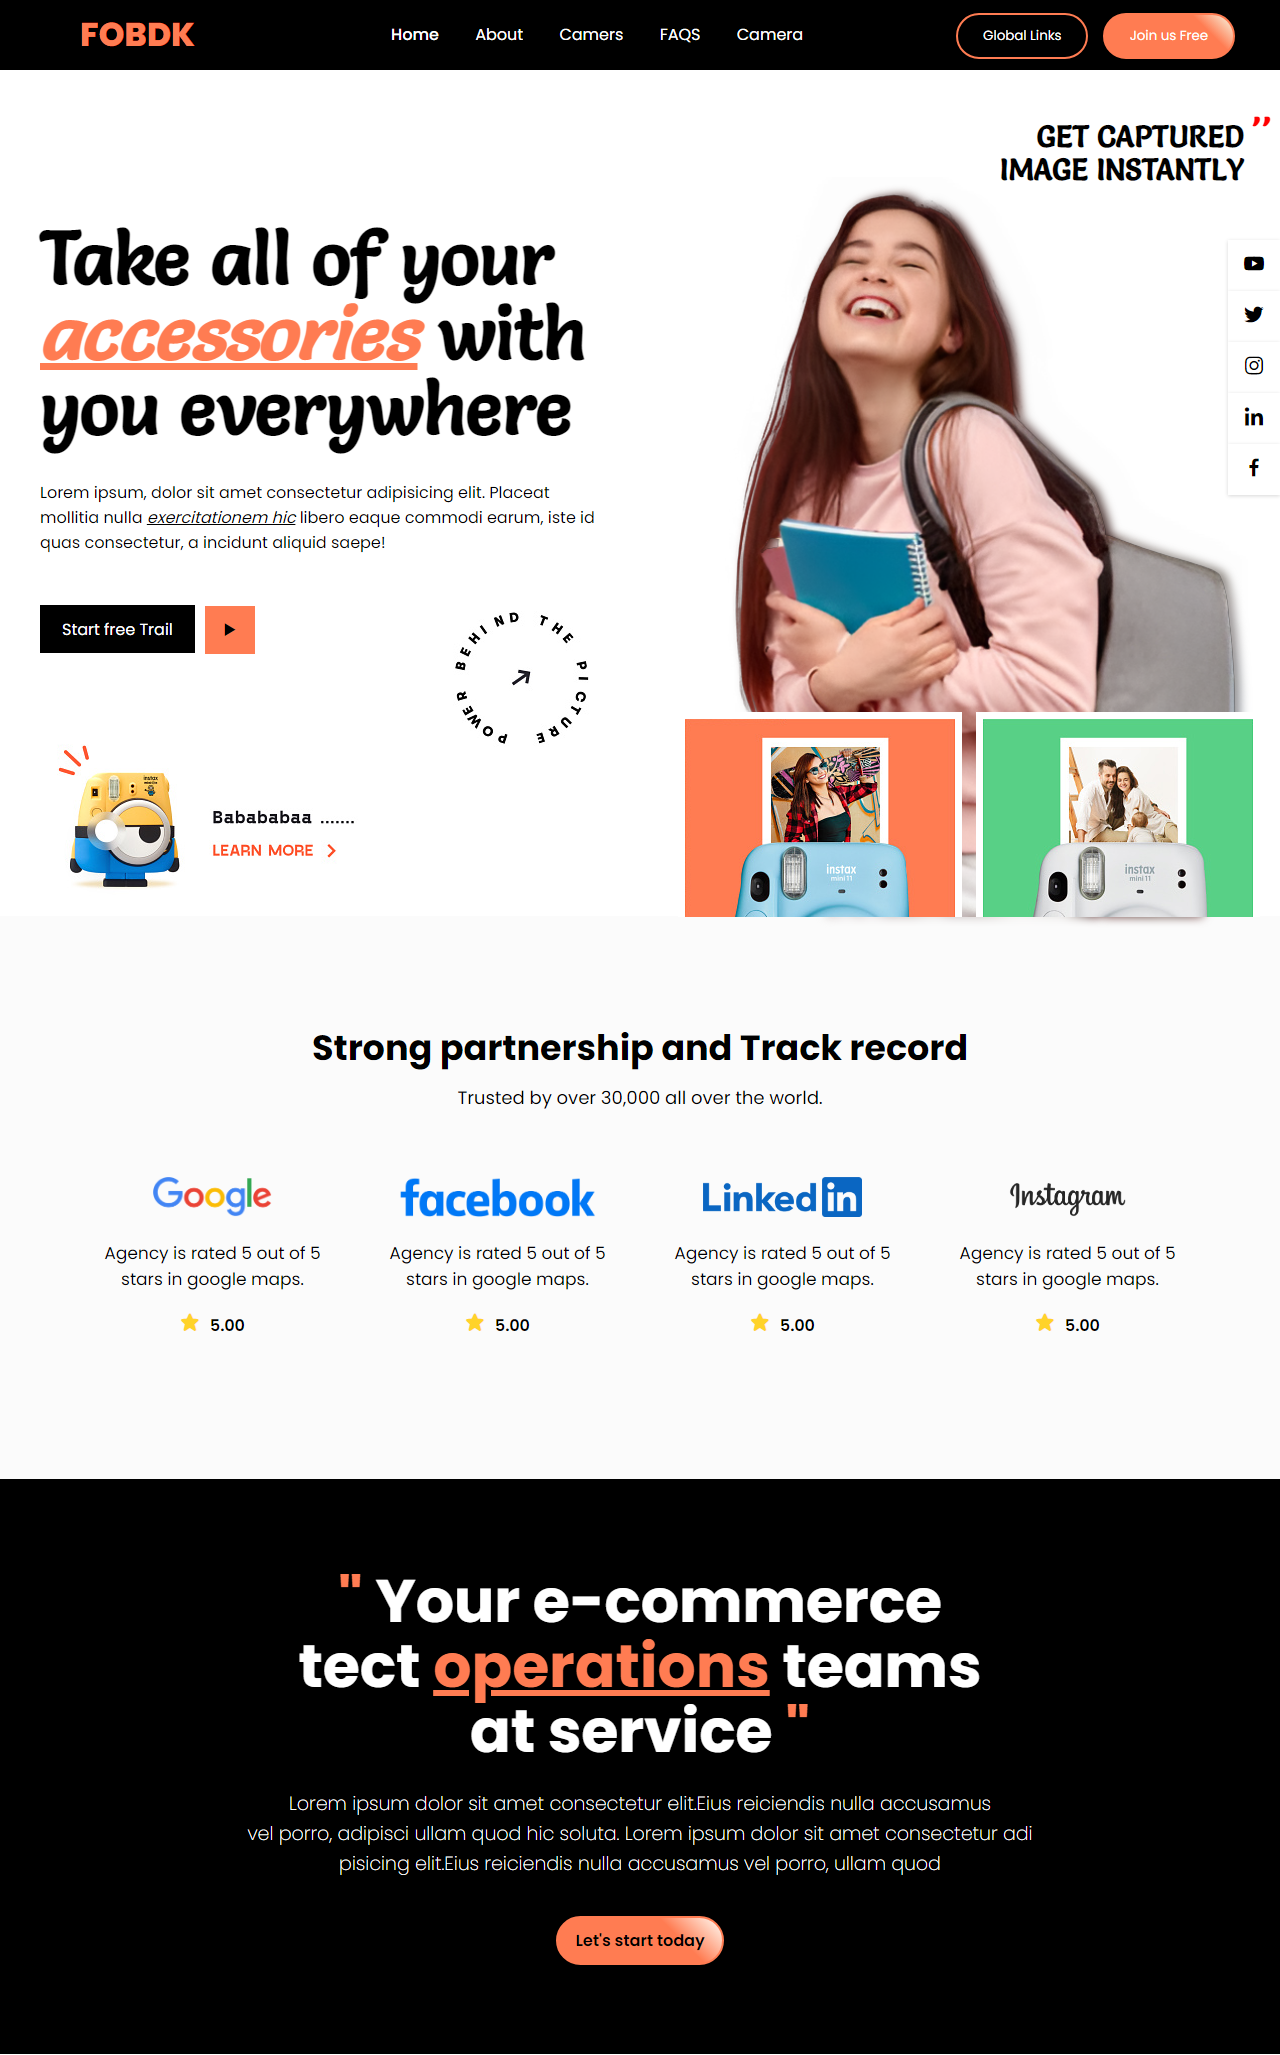 FOBDK
Home
About
Camers
FAQS
Camera
Global Links
Join us Free
GET CAPTURED ’’
IMAGE INSTANTLY
Take all of your
accessories with
you everywhere
Lorem ipsum, dolor sit amet consectetur adipisicing elit. Placeat
mollitia nulla exercitationem hic libero eaque commodi earum, iste id
quas consectetur, a incidunt aliquid saepe!
Start free Trail
POWER BEHIND THE PICTURE
Babababaa .......
LEARN MORE
instax
instax
mini 11
instax
mini 11
Strong partnership and Track record
Trusted by over 30,000 all over the world.
Google
facebook
Linkedin
Instagram
Agency is rated 5 out of 5
stars in google maps.
5.00
Agency is rated 5 out of 5
stars in google maps.
5.00
Agency is rated 5 out of 5
stars in google maps.
5.00
Agency is rated 5 out of 5
stars in google maps.
5.00
" Your e-commerce
tect operations teams
at service "
Lorem ipsum dolor sit amet consectetur elit.Eius reiciendis nulla accusamus
vel porro, adipisci ullam quod hic soluta. Lorem ipsum dolor sit amet consectetur adi
pisicing elit.Eius reiciendis nulla accusamus vel porro, ullam quod
Let's start today